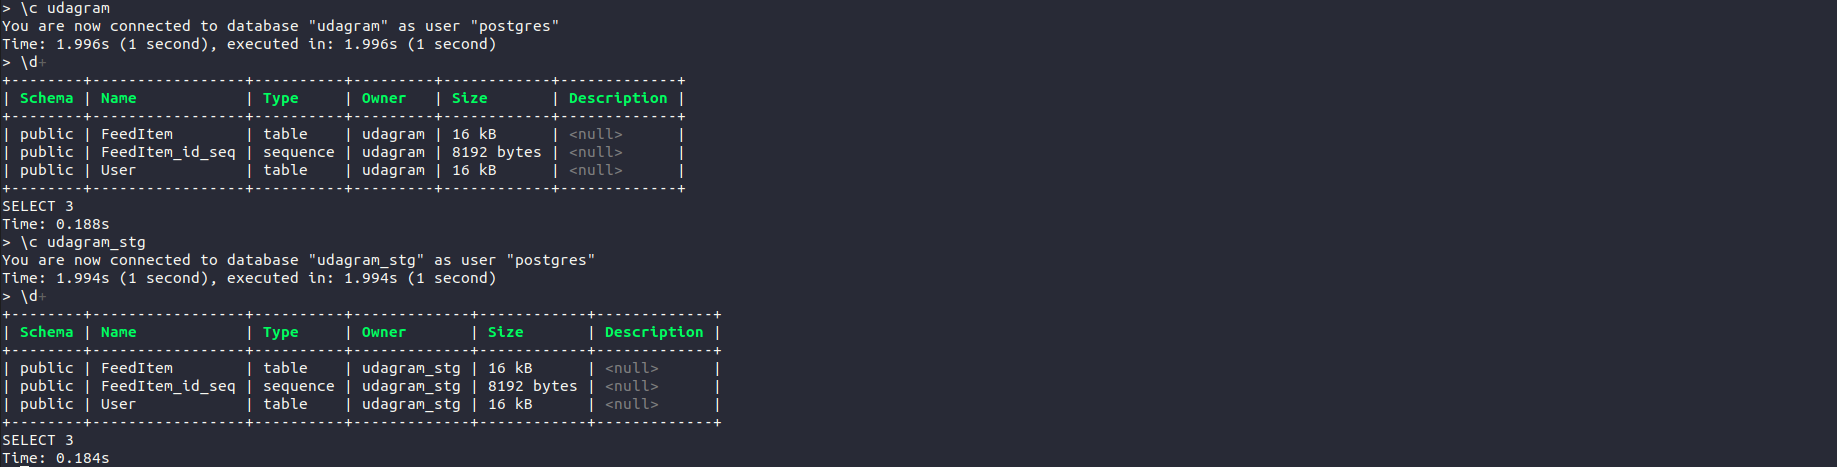 > \c udagram
You are now connected to database "udagram" as user "postgres"
Time: 1.996s (1 second), executed in: 1.996s (1 second)
> \d+
+--------+-----------------+----------+---------+------------+-------------+
| Schema | Name            | Type     | Owner   | Size       | Description |
+--------+-----------------+----------+---------+------------+-------------+
| public | FeedItem        | table    | udagram | 16 kB      | <null>      |
| public | FeedItem_id_seq | sequence | udagram | 8192 bytes | <null>      |
| public | User            | table    | udagram | 16 kB      | <null>      |
+--------+-----------------+----------+---------+------------+-------------+
SELECT 3
Time: 0.188s
> \c udagram_stg
You are now connected to database "udagram_stg" as user "postgres"
Time: 1.994s (1 second), executed in: 1.994s (1 second)
> \d+
+--------+-----------------+----------+-------------+------------+-------------+
| Schema | Name            | Type     | Owner       | Size       | Description |
+--------+-----------------+----------+-------------+------------+-------------+
| public | FeedItem        | table    | udagram_stg | 16 kB      | <null>      |
| public | FeedItem_id_seq | sequence | udagram_stg | 8192 bytes | <null>      |
| public | User            | table    | udagram_stg | 16 kB      | <null>      |
+--------+-----------------+----------+-------------+------------+-------------+
SELECT 3
Time: 0.184s